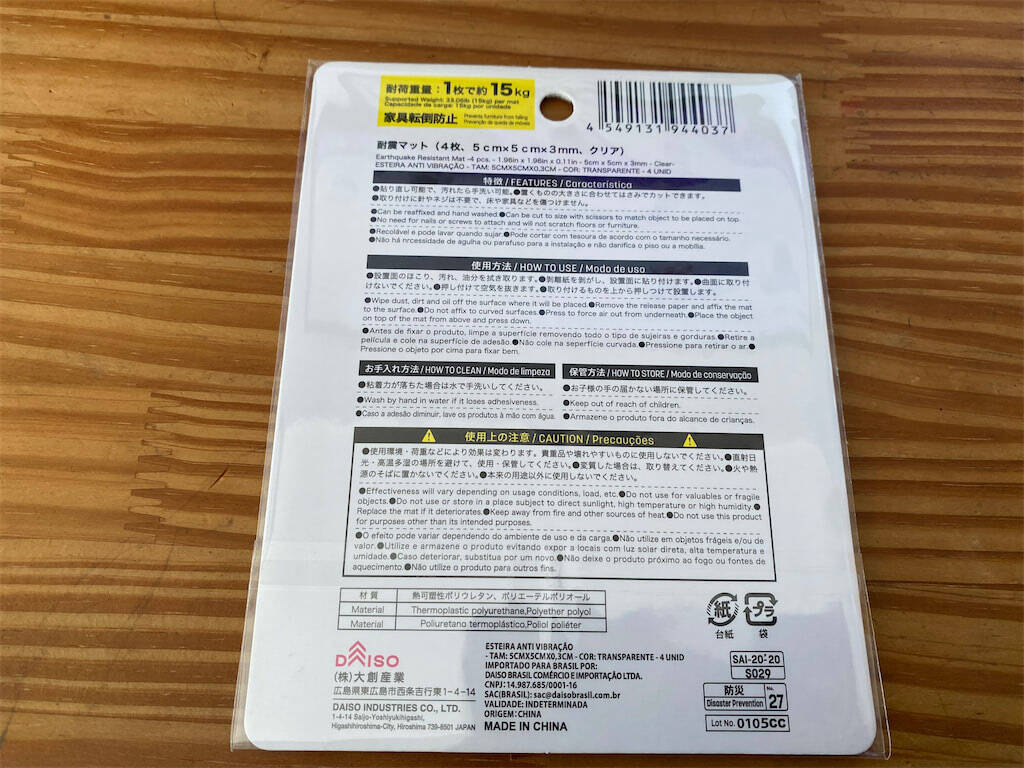 耐荷重量：1枚で約15kg
Supported Weight: 33.06lb (15kg) per mat
Capacidade de carga: 15kg por unidade
家具転倒防止 Prevents furniture from falling
Prevenção de queda de móveis
4 549131 944037
耐震マット（4枚、5cm×5cm×3mm、クリア）
Earthquake Resistant Mat -4 pcs. - 1.96in x 1.96in x 0.11in - 5cm x 5cm x 3mm - Clear-
ESTEIRA ANTI VIBRAÇÃO - TAM: 5CMX5CMX0,3CM - COR: TRANSPARENTE - 4 UNID
特徴/FEATURES/Característica
●貼り直し可能で、汚れたら手洗い可能。●置くものの大きさに合わせてはさみでカットできます。
●取り付けに針やネジは不要で、床や家具などを傷つけません。
●Can be reaffixed and hand washed.●Can be cut to size with scissors to match object to be placed on top.
●No need for nails or screws to attach and will not scratch floors or furniture.
●Recolável e pode lavar quando sujar.●Pode cortar com tesoura de acordo com o tamanho necessário.
●Não há nrcessidade de agulha ou parafuso para a instalação e não danifica o piso ou a mobília.
使用方法/HOW TO USE/Modo de uso
●設置面のほこり、汚れ、油分を拭き取ります。●剥離紙を剥がし、設置面に貼り付けます。●曲面に取り付
けないでください。●押し付けて空気を抜きます。●取り付けるものを上から押しつけて設置します。
●Wipe dust, dirt and oil off the surface where it will be placed.●Remove the release paper and affix the mat
to the surface.●Do not affix to curved surfaces.●Press to force air out from underneath.●Place the object
on top of the mat from above and press down.
●Antes de fixar o produto, limpe a superfície removendo todo o tipo de sujeiras e gorduras.●Retire a
película e cole na superfície de adesão.●Não cole na seperfície curvada.●Pressione para retirar o ar.●
Pressione o objeto por cima para fixar bem.
お手入れ方法/HOW TO CLEAN/Modo de limpeza
●粘着力が落ちた場合は水で手洗いしてください。
●Wash by hand in water if it loses adhesiveness.
●Caso a adesão diminuir, lave os produtos à mão com água.
保管方法/HOW TO STORE/Modo de conservação
●お子様の手の届かない場所に保管してください。
●Keep out of reach of children.
●Armazene o produto fora do alcance de crianças.
使用上の注意/CAUTION/Precauções
●使用環境・荷重などにより効果は変わります。貴重品や壊れやすいものに使用しないでください。●直射日
光・高温多湿の場所を避けて、使用・保管してください。●変質した場合は、取り替えてください。●火や熱
源のそばに置かないでください。●本来の用途以外に使用しないでください。
●Effectiveness will vary depending on usage conditions, load, etc.●Do not use for valuables or fragile
objects.●Do not use or store in a place subject to direct sunlight, high temperature or high humidity.●
Replace the mat if it deteriorates.●Keep away from fire and other sources of heat.●Do not use this product
for purposes other than its intended purposes.
●O efeito pode variar dependendo do ambiente de uso e da carga.●Não utilize em objetos frágeis e/ou de
valor.●Utilize e armazene o produto evitando expor a locais com luz solar direta, alta temperatura e
umidade.●Caso deteriorar, substitua por um novo.●Não deixe o produto próximo ao fogo ou fontes de
aquecimento.●Não utilize o produto para outros fins.
材質 熱可塑性ポリウレタン、ポリエーテルポリオール
Material Thermoplastic polyurethane,Polyether polyol
Material Poliuretano termoplástico,Poliol poliéter
紙 プラ
台紙 袋
DAISO
(株)大創産業
広島県東広島市西条吉行東1-4-14
DAISO INDUSTRIES CO., LTD.
1-4-14 Saijo-Yoshiyukihigashi,
Higashihiroshima-City, Hiroshima 739-8501 JAPAN
ESTEIRA ANTI VIBRAÇÃO
- TAM: 5CMX5CMX0,3CM - COR: TRANSPARENTE - 4 UNID
IMPORTADO PARA BRASIL POR:
DAISO BRASIL COMÉRCIO E IMPORTAÇÃO LTDA.
CNPJ: 14.987.685/0001-16
SAC(BRASIL): sac@daisobrasil.com.br
VALIDADE: INDETERMINADA
ORIGEM:CHINA
MADE IN CHINA
SAI-20-20
S029
防災 No.
Disaster Prevention 27
Lot No. 0105CC